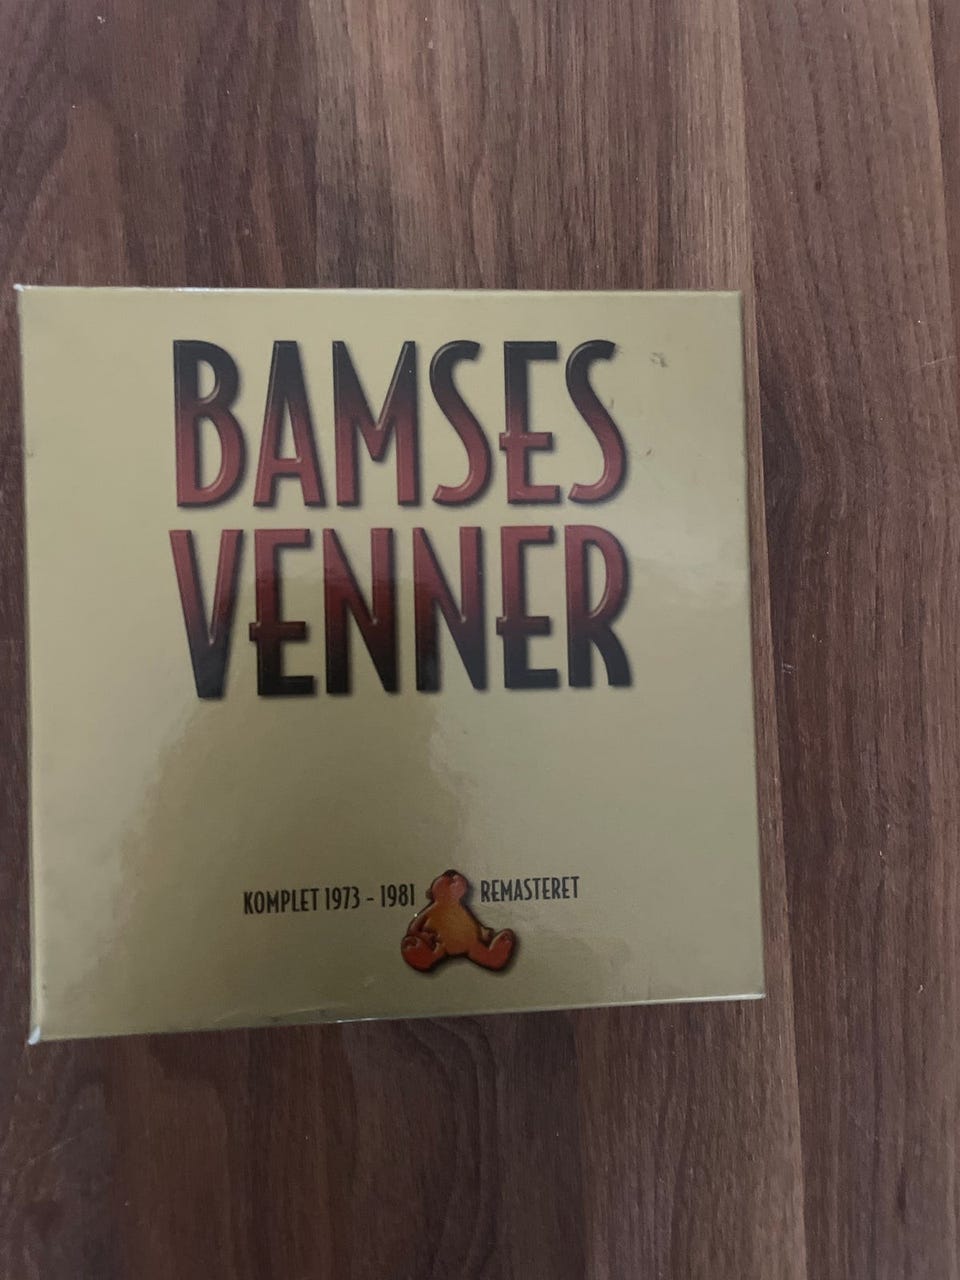 BAMSES
VENNER
KOMPLET 1973 - 1981 REMASTERET